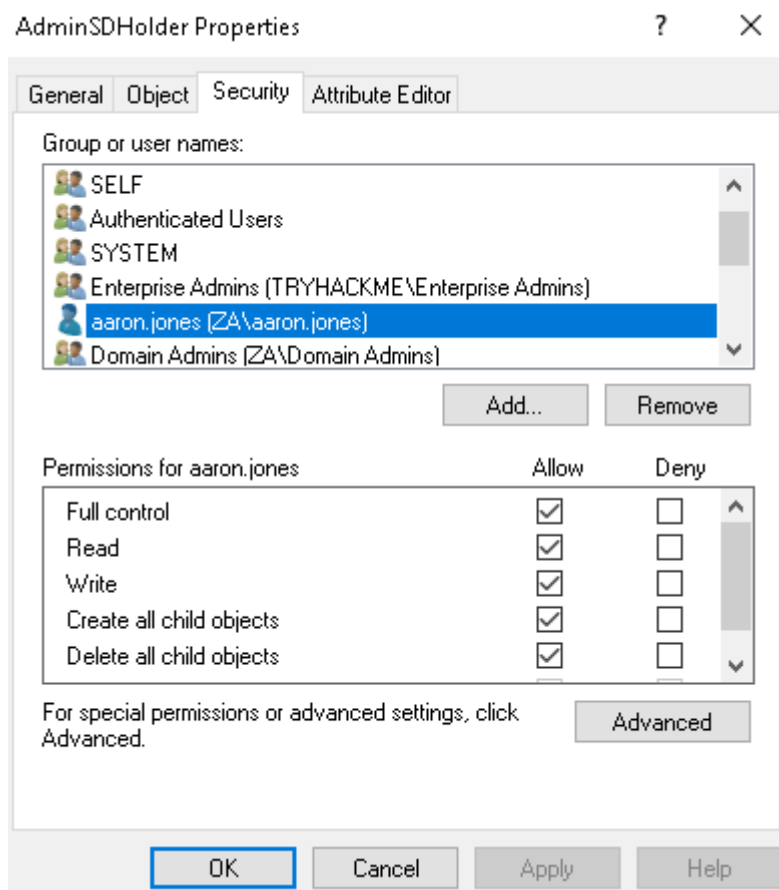 AdminSDHolder Properties
General Object Security Attribute Editor
Group or user names:
SELF
Authenticated Users
SYSTEM
Enterprise Admins (TRYHACKME\Enterprise Admins)
aaron.jones (ZA\aaron.jones)
Domain Admins (ZA\Domain Admins)
Add... Remove
Permissions for aaron.jones Allow Deny
Full control
Read
Write
Create all child objects
Delete all child objects
For special permissions or advanced settings, click
Advanced.
Advanced
OK Cancel Apply Help